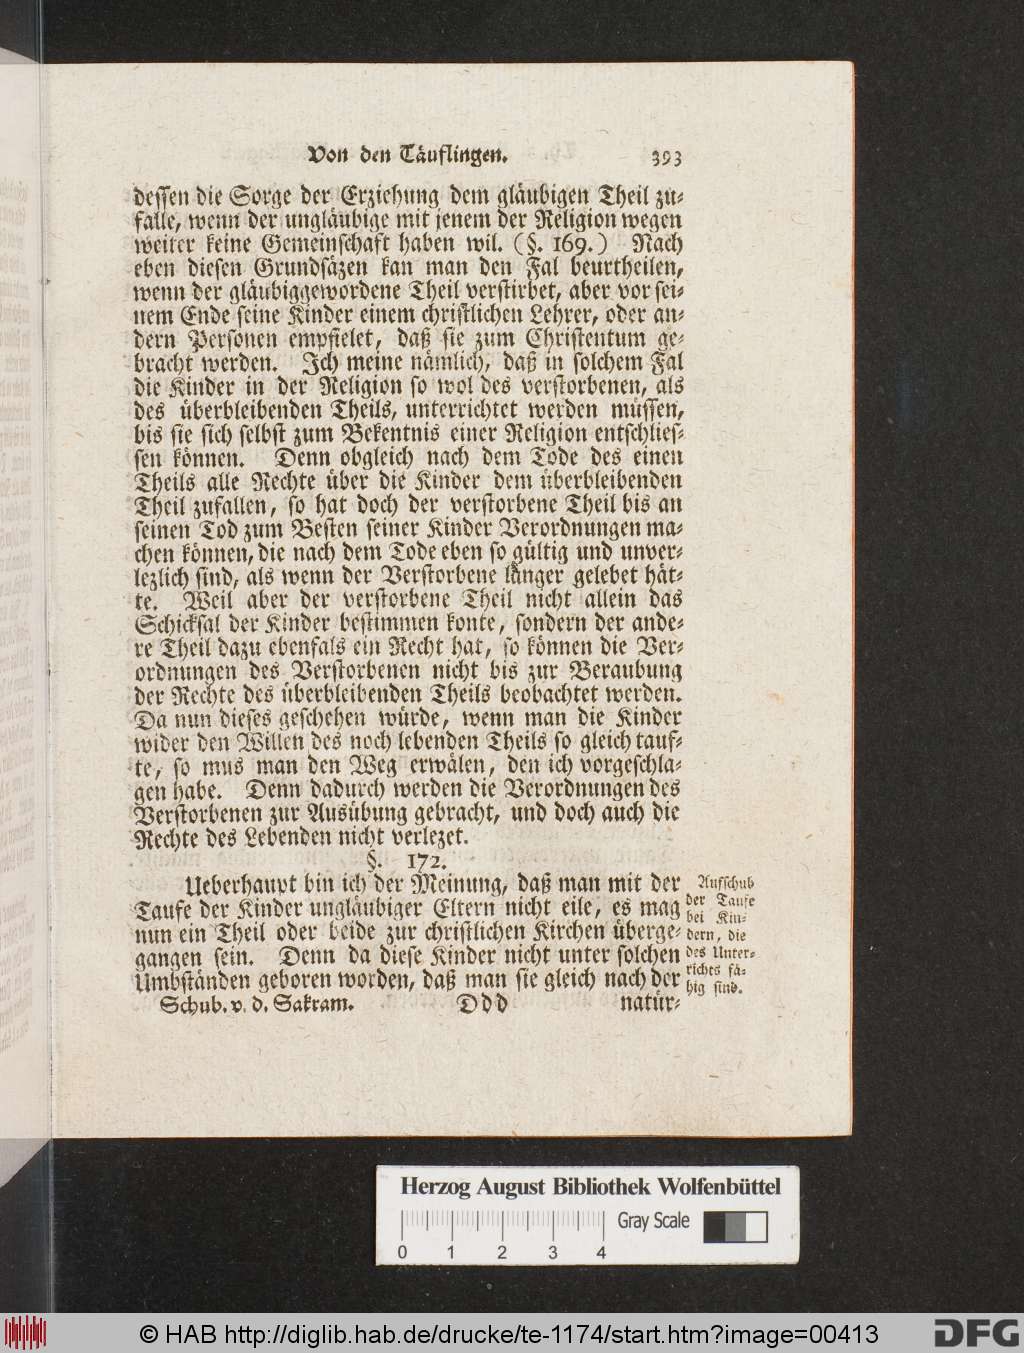 Von den Täuflingen. 393
dessen die Sorge der Erziehung dem gläubigen Theil zu-
falle, wenn der ungläubige mit jenem der Religion wegen
weiter keine Gemeinschaft haben wil. (§. 169.) Nach
eben diesen Grundsäzen kan man den Fal beurtheilen,
wenn der gläubiggewordene Theil verstirbet, aber vor sei-
nem Ende seine Kinder einem christlichen Lehrer, oder an-
dern Personen empfielet, daß sie zum Christentum ge-
bracht werden. Ich meine nämlich, daß in solchem Fal
die Kinder in der Religion so wol des verstorbenen, als
des überbleibenden Theils, unterrichtet werden müssen,
bis sie sich selbst zum Bekentnis einer Religion entschlies-
sen können. Denn obgleich nach dem Tode des einen
Theils alle Rechte über die Kinder dem überbleibenden
Theil zufallen, so hat doch der verstorbene Theil bis an
seinen Tod zum Besten seiner Kinder Verordnungen ma-
chen können, die nach dem Tode eben so gültig und unver-
lezlich sind, als wenn der Verstorbene länger gelebet hät-
te. Weil aber der verstorbene Theil nicht allein das
Schicksal der Kinder bestimmen konte, sondern der ande-
re Theil dazu ebenfals ein Recht hat, so können die Ver-
ordnungen des Verstorbenen nicht bis zur Beraubung
der Rechte des überbleibenden Theils beobachtet werden.
Da nun dieses geschehen würde, wenn man die Kinder
wider den Willen des noch lebenden Theils so gleich tauf-
te, so mus man den Weg erwälen, den ich vorgeschla-
gen habe. Denn dadurch werden die Verordnungen des
Verstorbenen zur Ausübung gebracht, und doch auch die
Rechte des Lebenden nicht verlezet.
§. 172.
Ueberhaupt bin ich der Meinung, daß man mit der
Taufe der Kinder ungläubiger Eltern nicht eile, es mag
nun ein Theil oder beide zur christlichen Kirchen überge-
gangen sein. Denn da diese Kinder nicht unter solchen
Umbständen geboren worden, daß man sie gleich nach der
Aufschub
der Taufe
bei Kin-
dern, die
des Unter-
richts fä-
hig sind.
Schub. v. d. Sakram. Ddd natür-
Herzog August Bibliothek Wolfenbüttel
Gray Scale
0 1 2 3 4
© HAB http://diglib.hab.de/drucke/te-1174/start.htm?image=00413
DFG